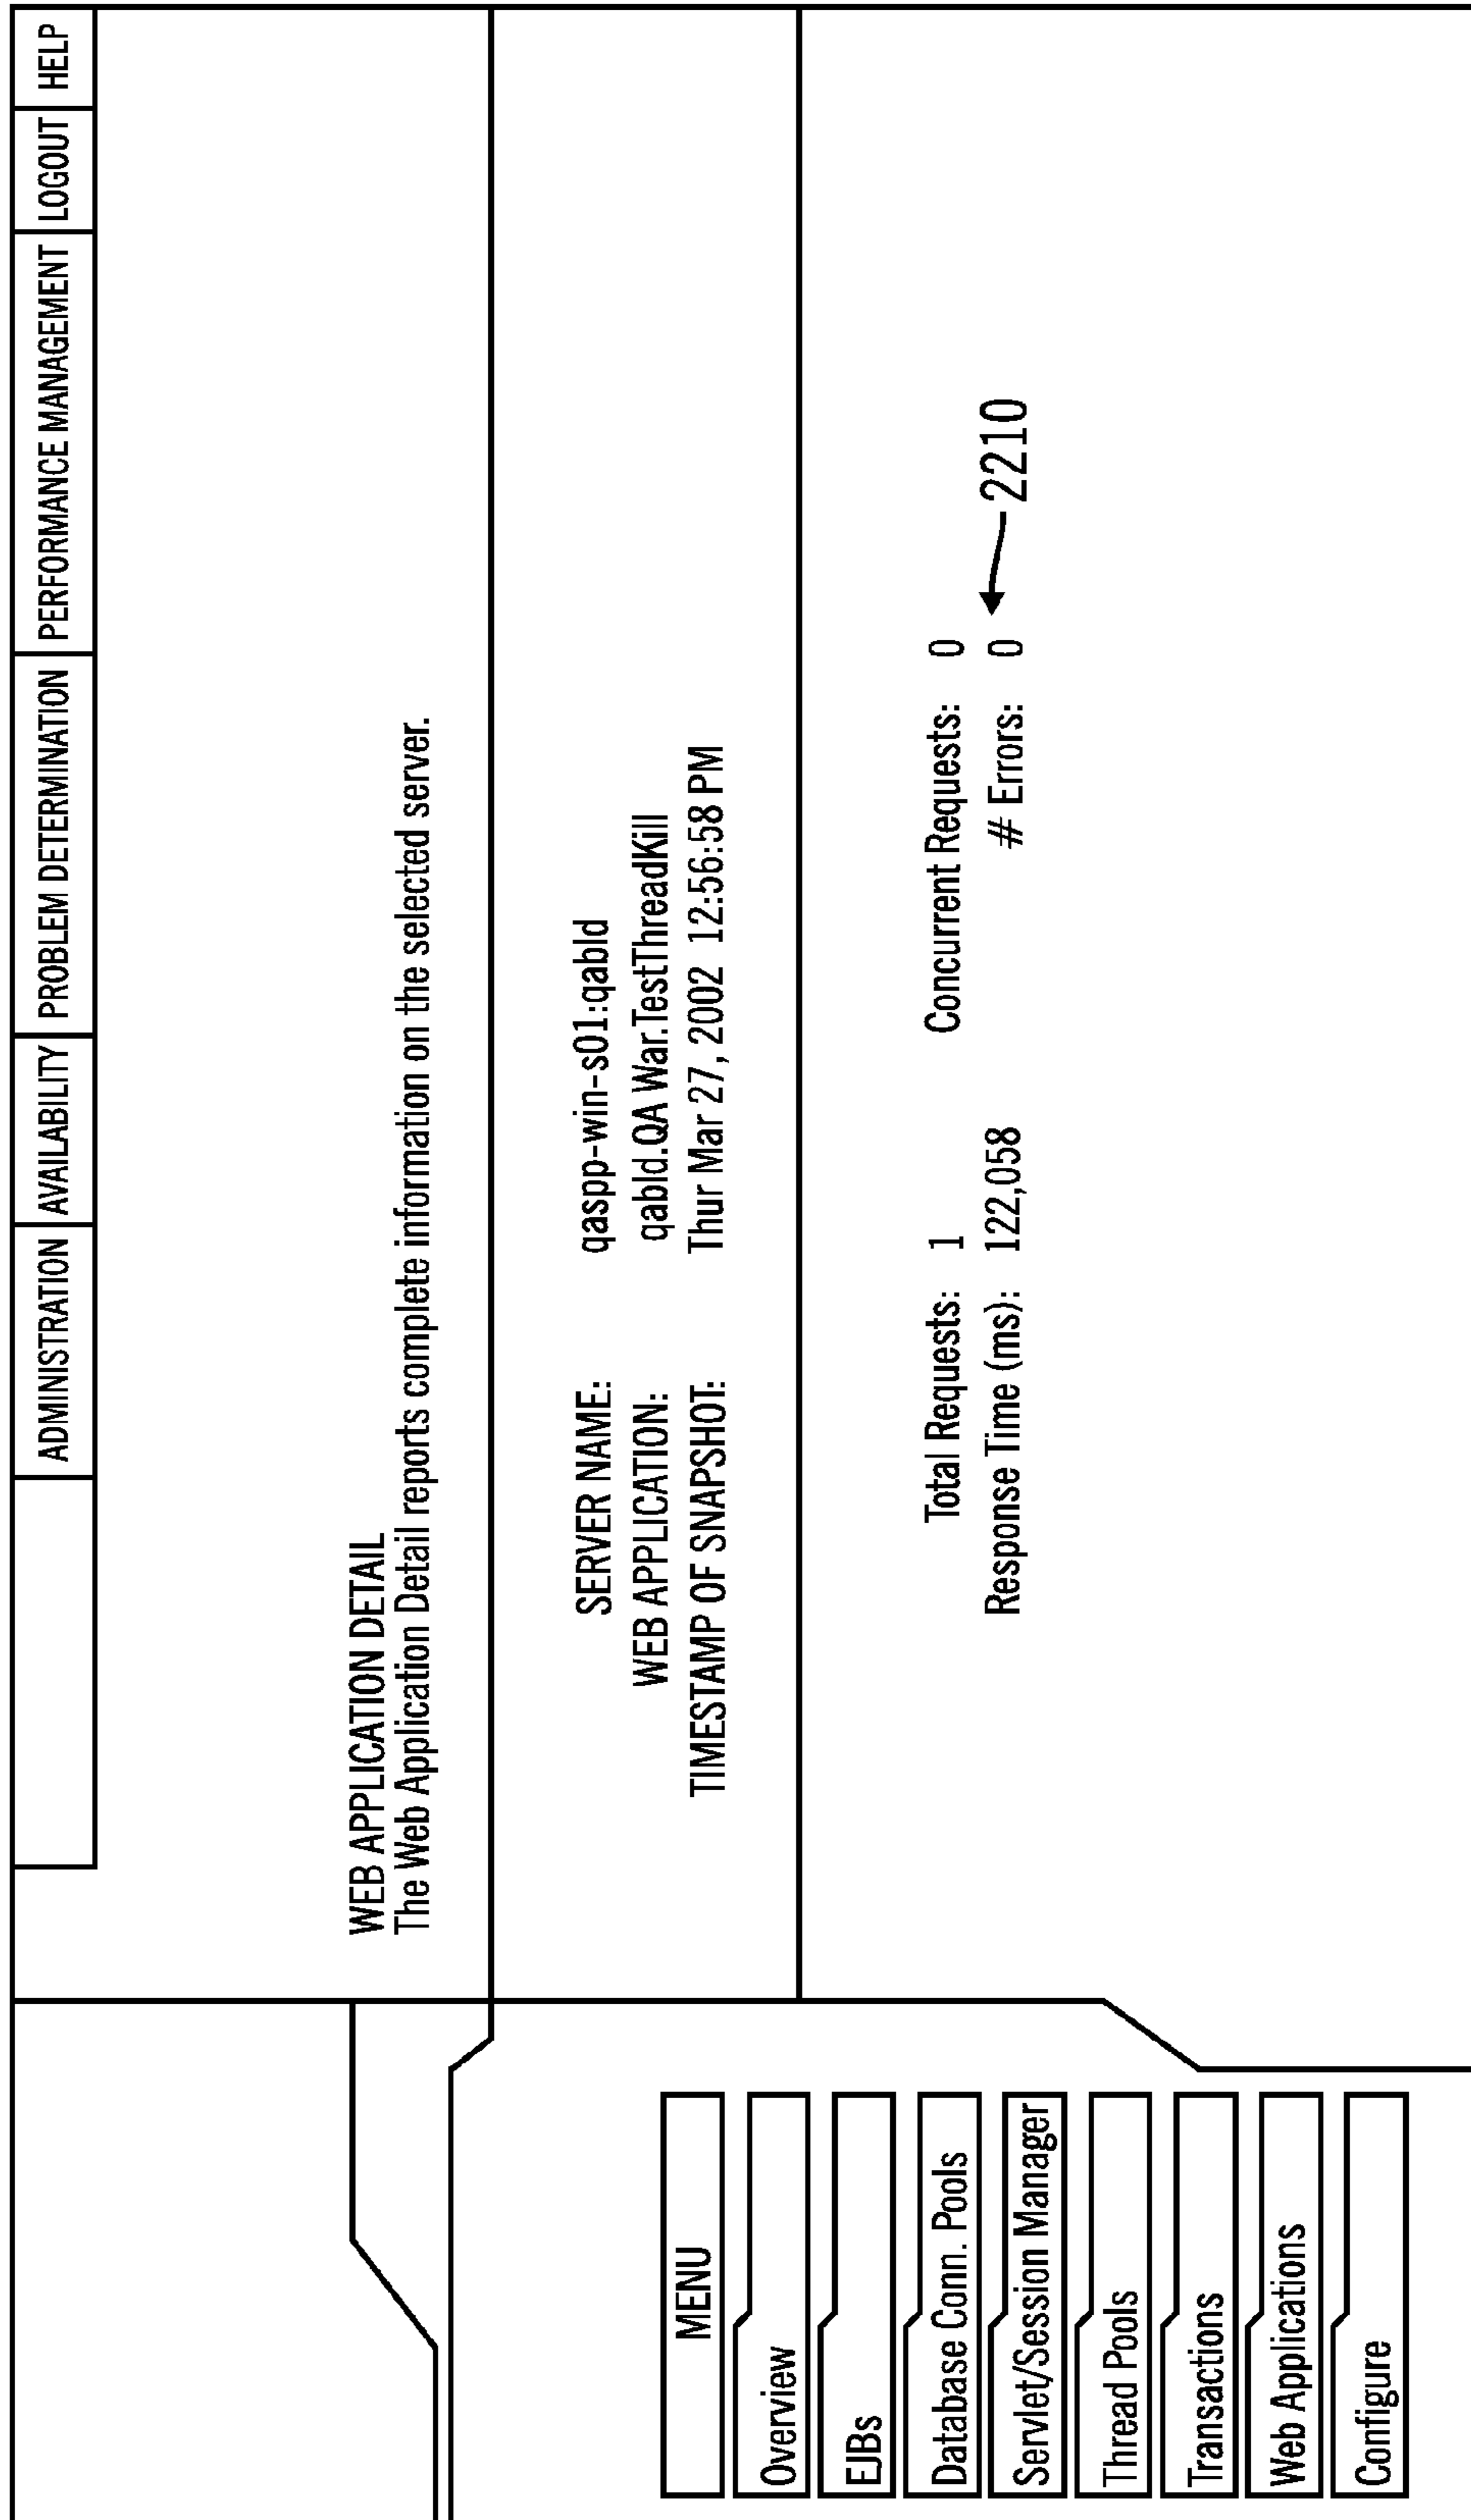 ADMINISTRATION AVAILABILITY PROBLEM DETERMINATION PERFORMANCE MANAGEMENT LOGOUT HELP
WEB APPLICATION DETAIL
The Web Application Detail reports complete information on the selected server.
SERVER NAME: qaspp-win-s01:qabld
WEB APPLICATION: qabld.QA War.TestThreadKill
TIMESTAMP OF SNAPSHOT: Thur Mar 27, 2002 12:56:58 PM
Total Requests: 1 Concurrent Requests: 0
Response Time (ms): 122,058 # Errors: 0 2210
MENU
Overview
EJBs
Database Conn. Pools
Servlet/Session Manager
Thread Pools
Transactions
Web Applications
Configure